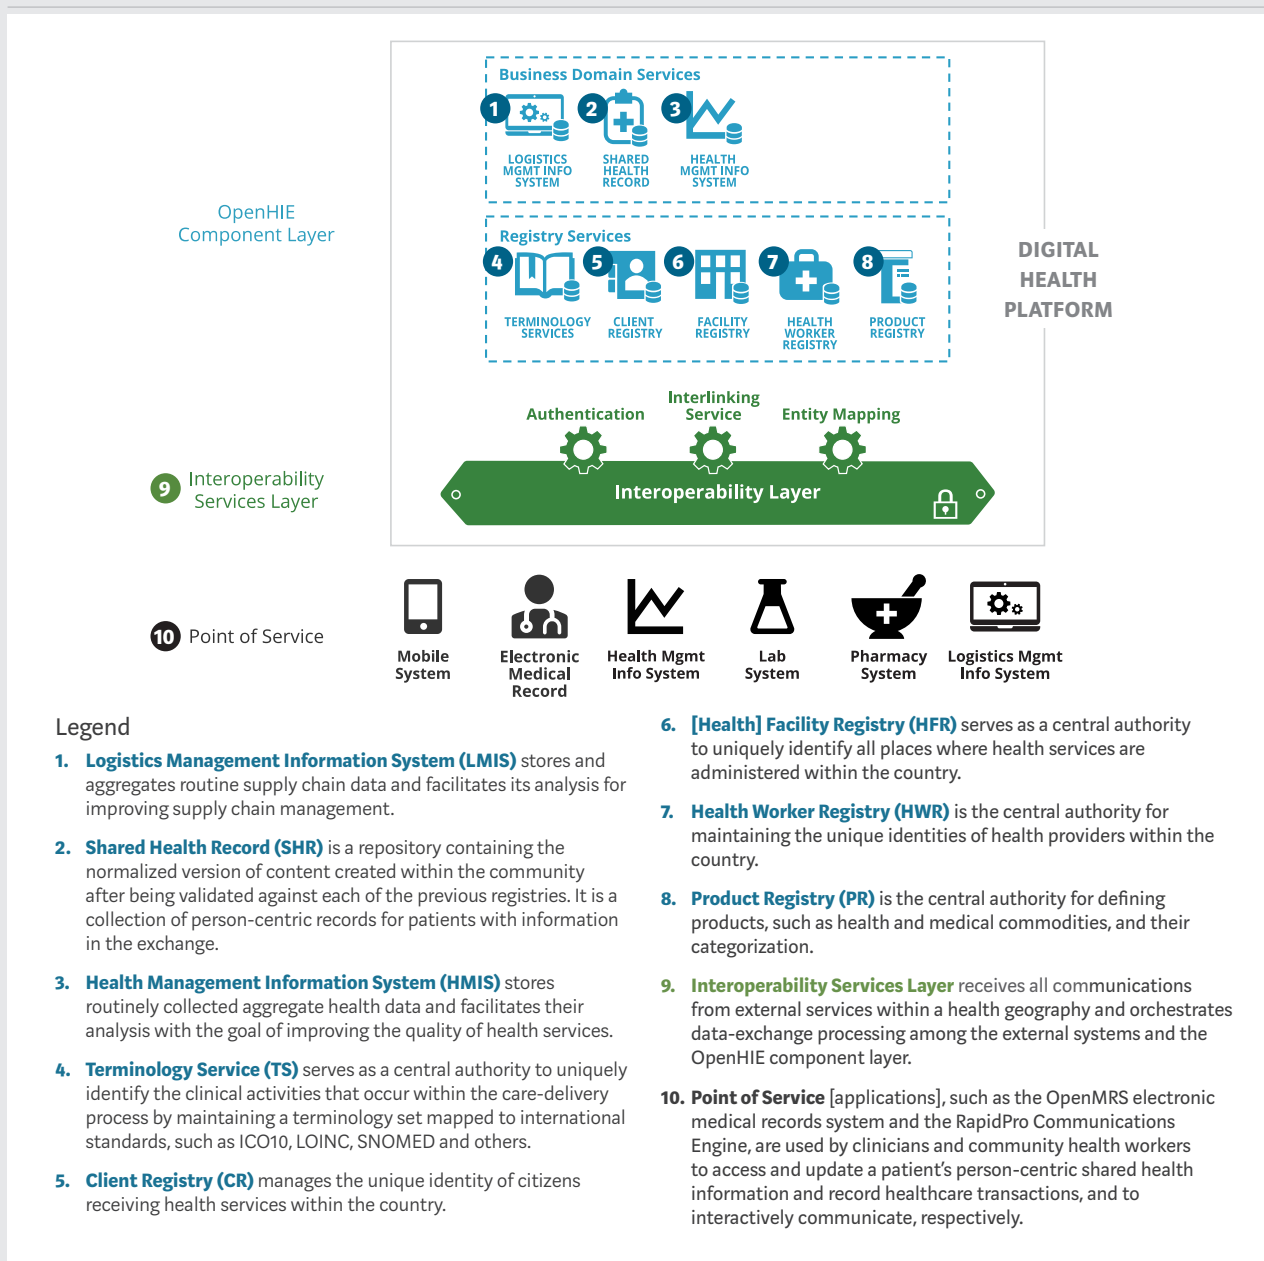 Business Domain Services
1
2
3
LOGISTICS
MGMT INFO
SYSTEM
SHARED
HEALTH
RECORD
HEALTH
MGMT INFO
SYSTEM
OpenHIE
Component Layer
Registry Services
4
5
6
7
8
TERMINOLOGY
SERVICES
CLIENT
REGISTRY
FACILITY
REGISTRY
HEALTH
WORKER
REGISTRY
PRODUCT
REGISTRY
DIGITAL
HEALTH
PLATFORM
Authentication
Interlinking
Service
Entity Mapping
9
Interoperability
Services Layer
Interoperability Layer
10 Point of Service
Mobile
System
Electronic
Medical
Record
Health Mgmt
Info System
Lab
System
Pharmacy
System
Logistics Mgmt
Info System
Legend
1. Logistics Management Information System (LMIS) stores and
aggregates routine supply chain data and facilitates its analysis for
improving supply chain management.
2. Shared Health Record (SHR) is a repository containing the
normalized version of content created within the community
after being validated against each of the previous registries. It is a
collection of person-centric records for patients with information
in the exchange.
3. Health Management Information System (HMIS) stores
routinely collected aggregate health data and facilitates their
analysis with the goal of improving the quality of health services.
4. Terminology Service (TS) serves as a central authority to uniquely
identify the clinical activities that occur within the care-delivery
process by maintaining a terminology set mapped to international
standards, such as ICO10, LOINC, SNOMED and others.
5. Client Registry (CR) manages the unique identity of citizens
receiving health services within the country.
6. [Health] Facility Registry (HFR) serves as a central authority
to uniquely identify all places where health services are
administered within the country.
7. Health Worker Registry (HWR) is the central authority for
maintaining the unique identities of health providers within the
country.
8. Product Registry (PR) is the central authority for defining
products, such as health and medical commodities, and their
categorization.
9. Interoperability Services Layer receives all communications
from external services within a health geography and orchestrates
data-exchange processing among the external systems and the
OpenHIE component layer.
10. Point of Service [applications], such as the OpenMRS electronic
medical records system and the RapidPro Communications
Engine, are used by clinicians and community health workers
to access and update a patient's person-centric shared health
information and record healthcare transactions, and to
interactively communicate, respectively.